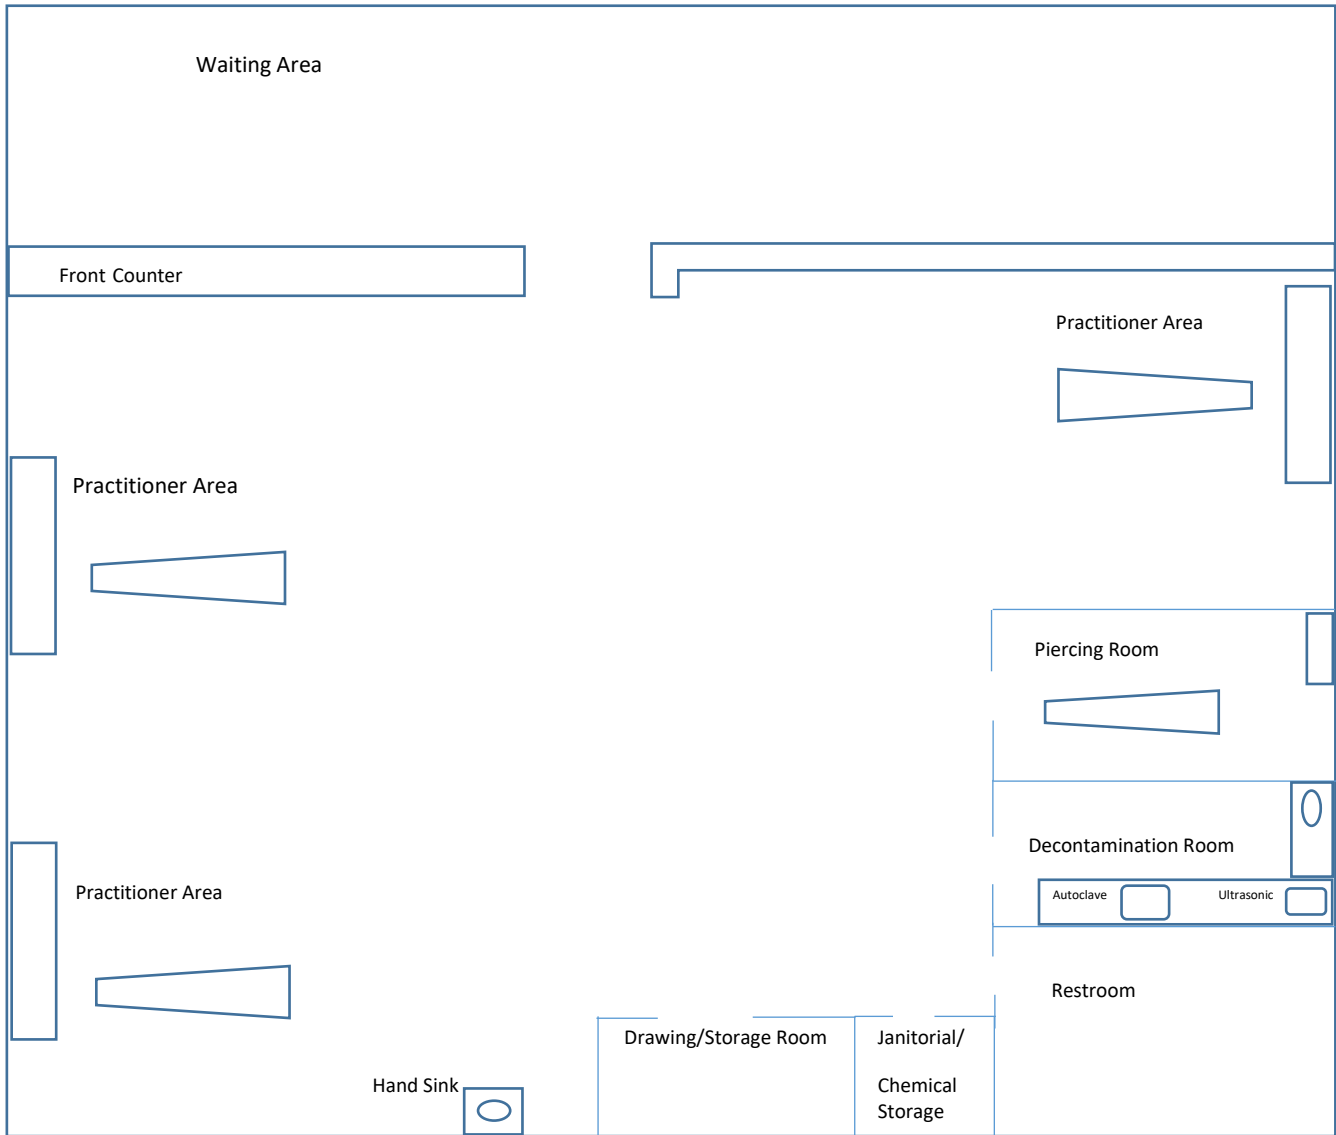 Waiting Area
Front Counter
Practitioner Area
Practitioner Area
Piercing Room
Decontamination Room
Autoclave
Ultrasonic
Practitioner Area
Restroom
Drawing/Storage Room
Janitorial/
Chemical
Storage
Hand Sink